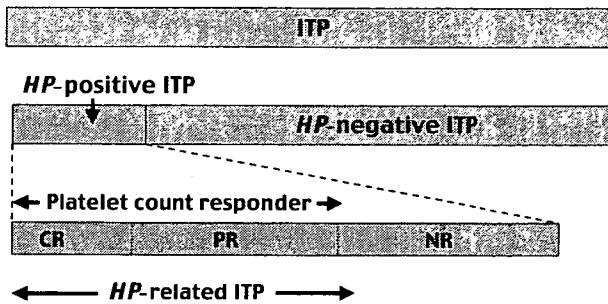 ITP
HP-positive ITP
HP-negative ITP
Platelet count responder
CR PR NR
HP-related ITP